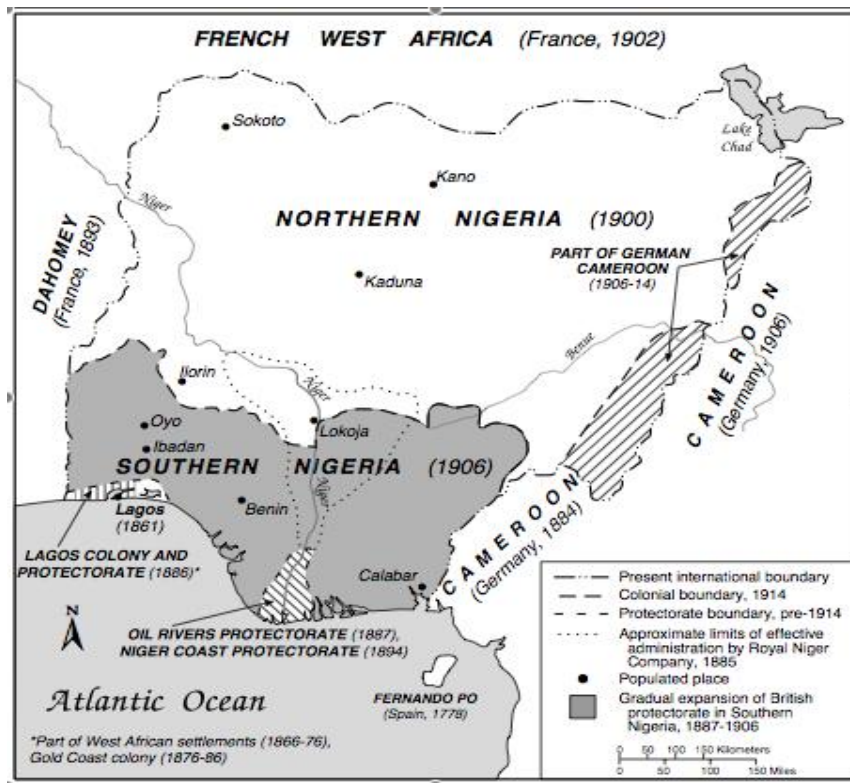 FRENCH WEST AFRICA (France, 1902)
Sokoto
Lake
Chad
Kano
Niger
NORTHERN NIGERIA (1900)
DAHOMEY
(France, 1893)
PART OF GERMAN
CAMEROON
(1906-14)
Kaduna
CAMEROON
(Germany, 1906)
Benue
Ilorin
Niger
Oyo
Lokoja
Ibadan
SOUTHERN NIGERIA (1906)
Niger
Lagos
(1861)
Benin
CAMEROON
(Germany, 1884)
LAGOS COLONY AND
PROTECTORATE (1886)*
Calabar
N
OIL RIVERS PROTECTORATE (1887),
NIGER COAST PROTECTORATE (1894)
Atlantic Ocean
FERNANDO PO
(Spain, 1778)
*Part of West African settlements (1866-76),
Gold Coast colony (1876-86)
Present international boundary
Colonial boundary, 1914
Protectorate boundary, pre-1914
Approximate limits of effective
administration by Royal Niger
Company, 1885
Populated place
Gradual expansion of British
protectorate in Southern
Nigeria, 1887-1906
0 50 100 150 Kilometers
0 50 100 150 Miles